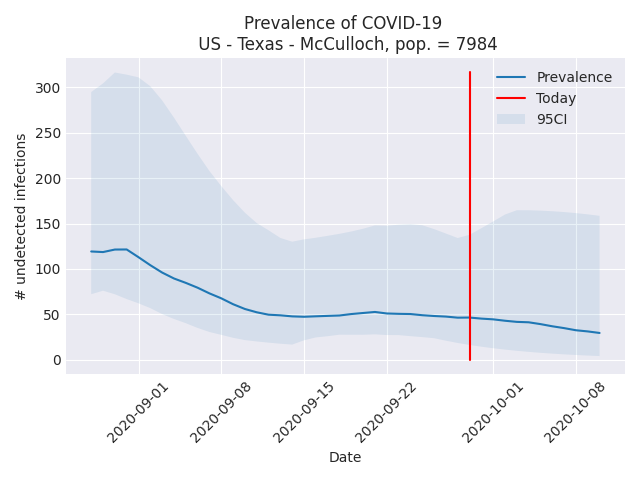 Prevalence of COVID-19
US - Texas - McCulloch, pop. = 7984
Prevalence
Today
95CI
# undetected infections
300
250
200
150
100
50
0
2020-09-01
2020-09-08
2020-09-15
2020-09-22
2020-10-01
2020-10-08
Date